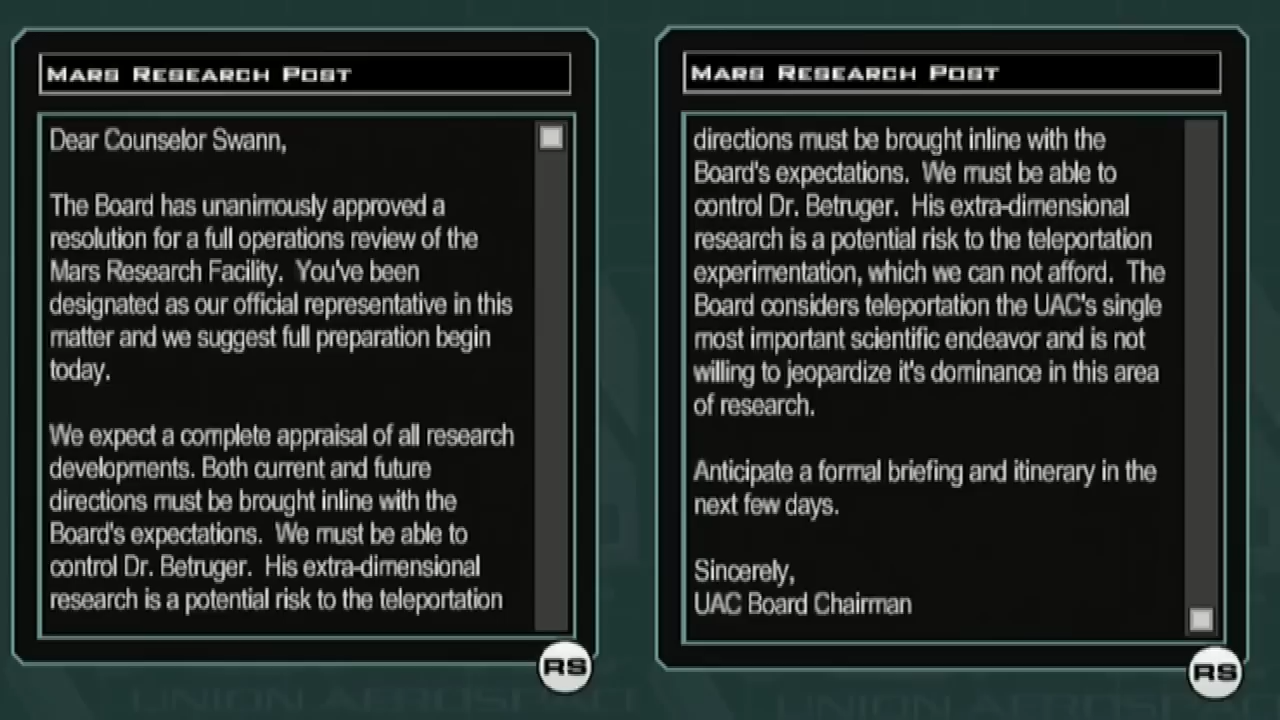 Mars Research Post
Dear Counselor Swann,
The Board has unanimously approved a
resolution for a full operations review of the
Mars Research Facility.  You've been
designated as our official representative in this
matter and we suggest full preparation begin
today.
We expect a complete appraisal of all research
developments. Both current and future
directions must be brought inline with the
Board's expectations.  We must be able to
control Dr. Betruger.  His extra-dimensional
research is a potential risk to the teleportation
RS
Mars Research Post
directions must be brought inline with the
Board's expectations.  We must be able to
control Dr. Betruger.  His extra-dimensional
research is a potential risk to the teleportation
experimentation, which we can not afford.  The
Board considers teleportation the UAC's single
most important scientific endeavor and is not
willing to jeopardize it's dominance in this area
of research.
Anticipate a formal briefing and itinerary in the
next few days.
Sincerely,
UAC Board Chairman
RS
UNION AEROSPAC
UNION AEROSP